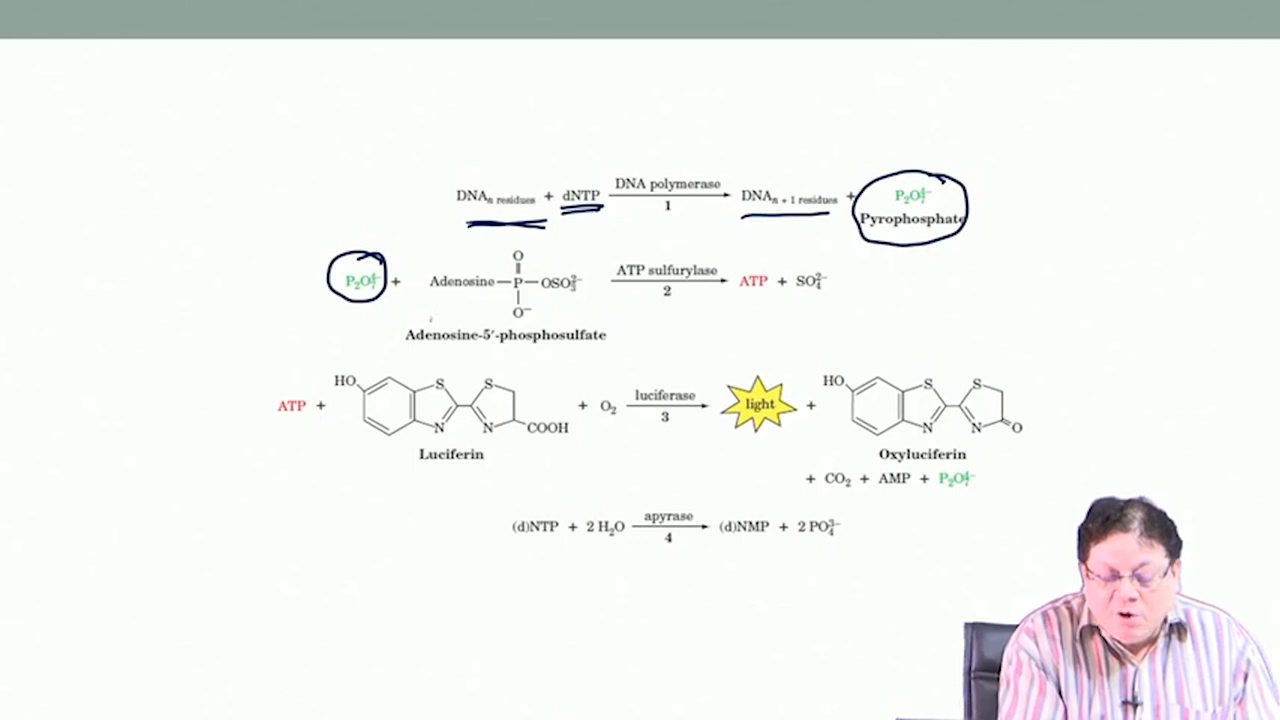 DNAₙ residues + dNTP DNA polymerase 1 DNAₙ ₊ ₁ residues + P₂O₇⁴⁻
Pyrophosphate
P₂O₇⁴⁻ + Adenosine—P—OSO₃²⁻ O O⁻ ATP sulfurylase 2 ATP + SO₄²⁻
Adenosine-5′-phosphosulfate
ATP + HO S S N N COOH + O₂ luciferase 3 light + HO S S N N O
Luciferin Oxyluciferin
+ CO₂ + AMP + P₂O₇⁴⁻
(d)NTP + 2 H₂O apyrase 4 (d)NMP + 2 PO₄³⁻